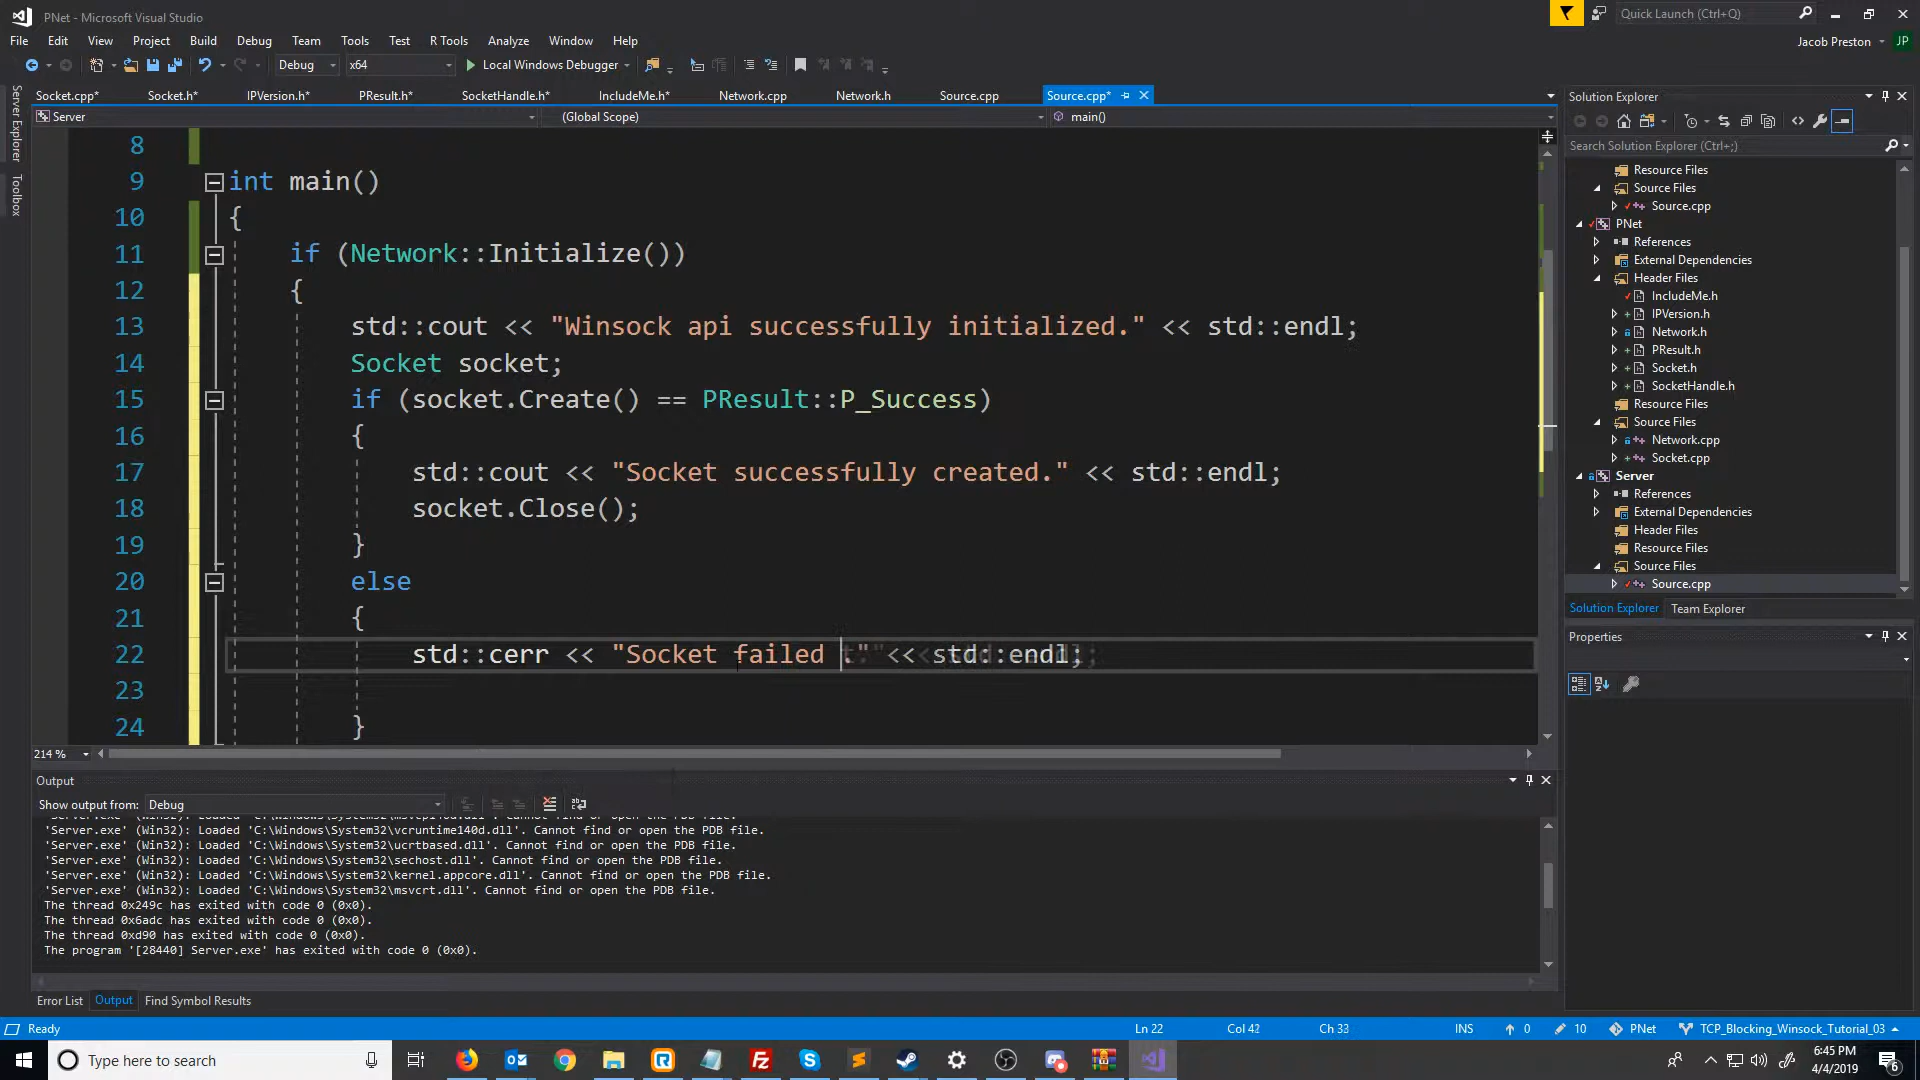 PNet - Microsoft Visual Studio
Quick Launch (Ctrl+Q)
File Edit View Project Build Debug Team Tools Test R Tools Analyze Window Help
Jacob Preston JP
Debug x64 Local Windows Debugger
Server Explorer
Toolbox
Socket.cpp* Socket.h* IPVersion.h* PResult.h* SocketHandle.h* IncludeMe.h* Network.cpp Network.h Source.cpp Source.cpp*
Server (Global Scope) main()
8
9 int main()
10 {
11 if (Network::Initialize())
12 {
13 std::cout << "Winsock api successfully initialized." << std::endl;
14 Socket socket;
15 if (socket.Create() == PResult::P_Success)
16 {
17 std::cout << "Socket successfully created." << std::endl;
18 socket.Close();
19 }
20 else
21 {
22 std::cerr << "Socket failed ." << std::endl;
23
24 }
214 %
Output
Show output from: Debug
'Server.exe' (Win32): Loaded 'C:\Windows\System32\vcruntime140d.dll'. Cannot find or open the PDB file.
'Server.exe' (Win32): Loaded 'C:\Windows\System32\ucrtbased.dll'. Cannot find or open the PDB file.
'Server.exe' (Win32): Loaded 'C:\Windows\System32\sechost.dll'. Cannot find or open the PDB file.
'Server.exe' (Win32): Loaded 'C:\Windows\System32\kernel.appcore.dll'. Cannot find or open the PDB file.
'Server.exe' (Win32): Loaded 'C:\Windows\System32\msvcrt.dll'. Cannot find or open the PDB file.
The thread 0x249c has exited with code 0 (0x0).
The thread 0x6adc has exited with code 0 (0x0).
The thread 0xd90 has exited with code 0 (0x0).
The program '[28440] Server.exe' has exited with code 0 (0x0).
Error List Output Find Symbol Results
Solution Explorer
Search Solution Explorer (Ctrl+;)
Resource Files
Source Files
Source.cpp
PNet
References
External Dependencies
Header Files
IncludeMe.h
IPVersion.h
Network.h
PResult.h
Socket.h
SocketHandle.h
Resource Files
Source Files
Network.cpp
Socket.cpp
Server
References
External Dependencies
Header Files
Resource Files
Source Files
Source.cpp
Solution Explorer Team Explorer
Properties
Ready Ln 22 Col 42 Ch 33 INS 0 10 PNet TCP_Blocking_Winsock_Tutorial_03
Type here to search
6:45 PM
4/4/2019
6